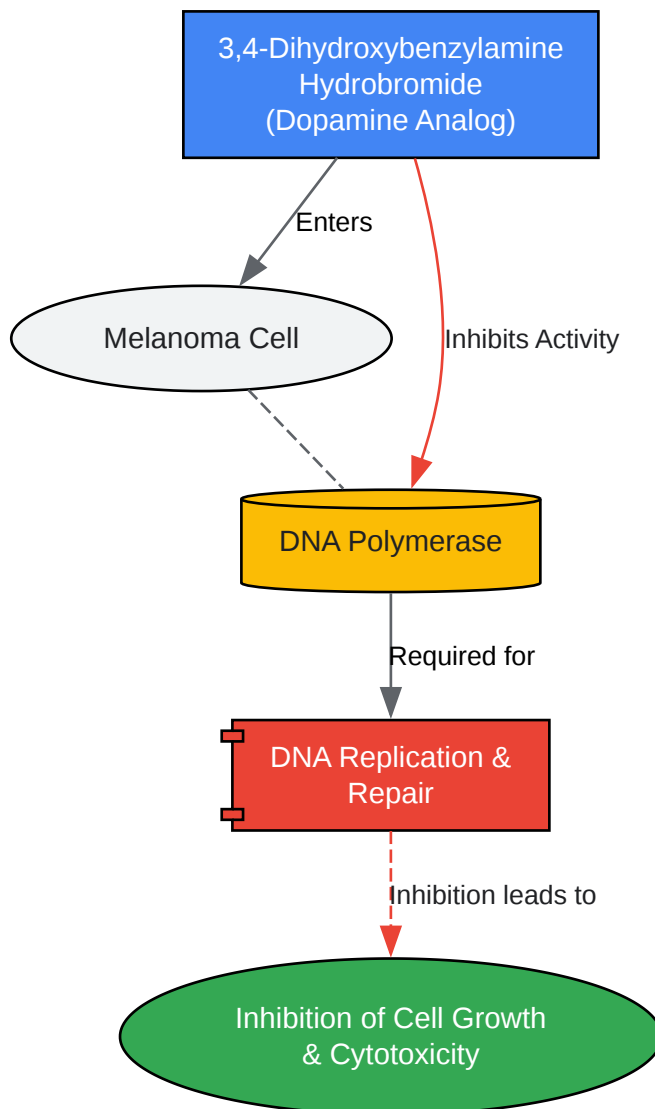 3,4-Dihydroxybenzylamine
Hydrobromide
(Dopamine Analog)
Enters
Melanoma Cell
Inhibits Activity
DNA Polymerase
Required for
DNA Replication &
Repair
Inhibition leads to
Inhibition of Cell Growth
& Cytotoxicity